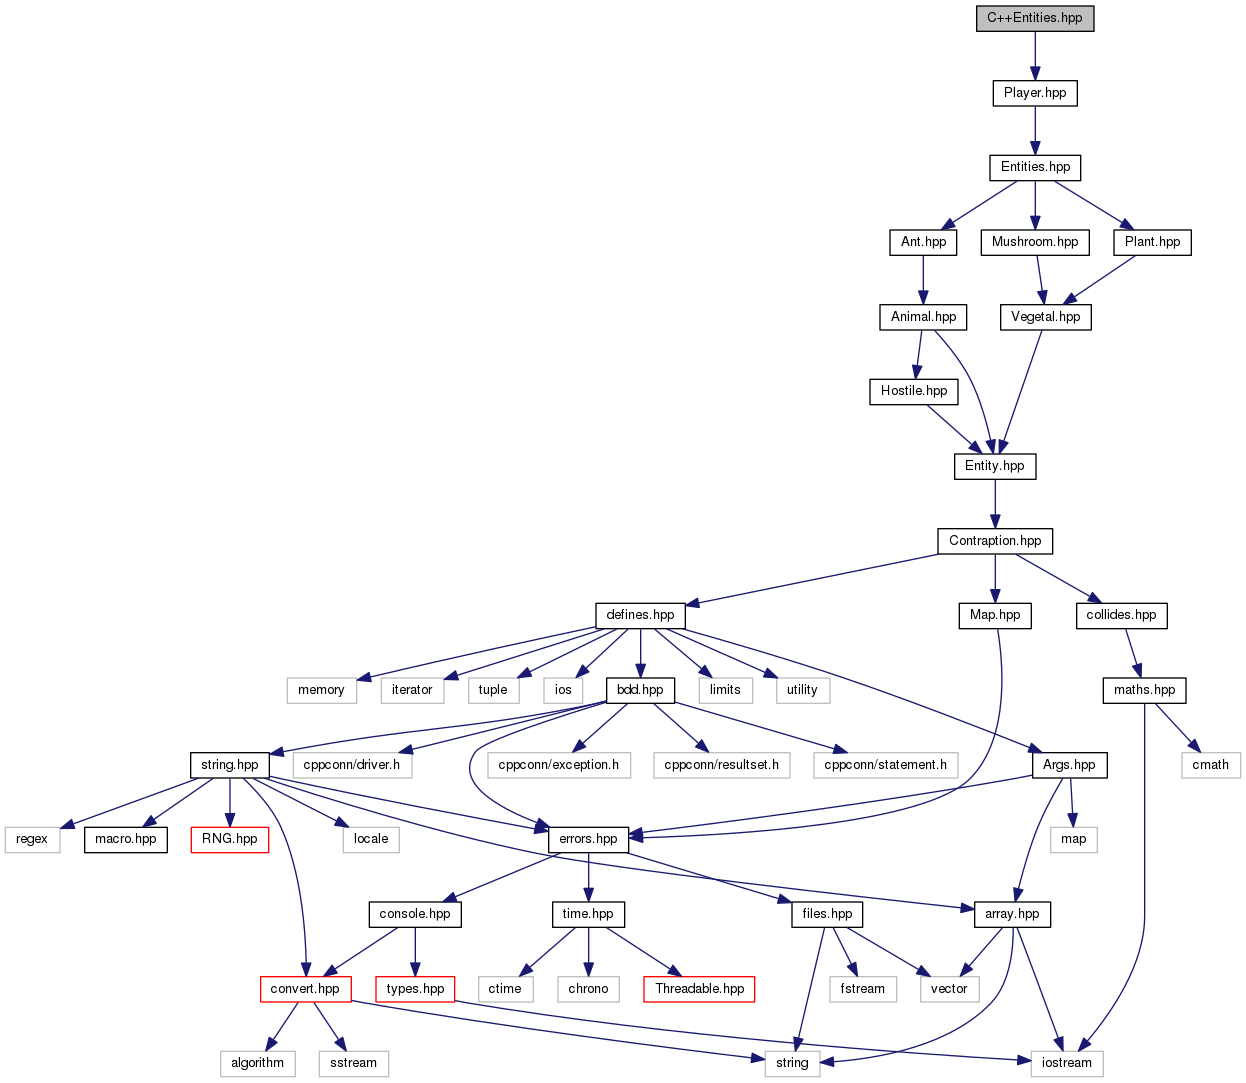 C++Entities.hpp
Player.hpp
Entities.hpp
Ant.hpp
Mushroom.hpp
Plant.hpp
Animal.hpp
Vegetal.hpp
Hostile.hpp
Entity.hpp
Contraption.hpp
defines.hpp
Map.hpp
collides.hpp
memory
iterator
tuple
ios
bdd.hpp
limits
utility
maths.hpp
string.hpp
cppconn/driver.h
cppconn/exception.h
cppconn/resultset.h
cppconn/statement.h
Args.hpp
cmath
regex
macro.hpp
RNG.hpp
locale
errors.hpp
map
console.hpp
time.hpp
files.hpp
array.hpp
convert.hpp
types.hpp
ctime
chrono
Threadable.hpp
fstream
vector
algorithm
sstream
string
iostream